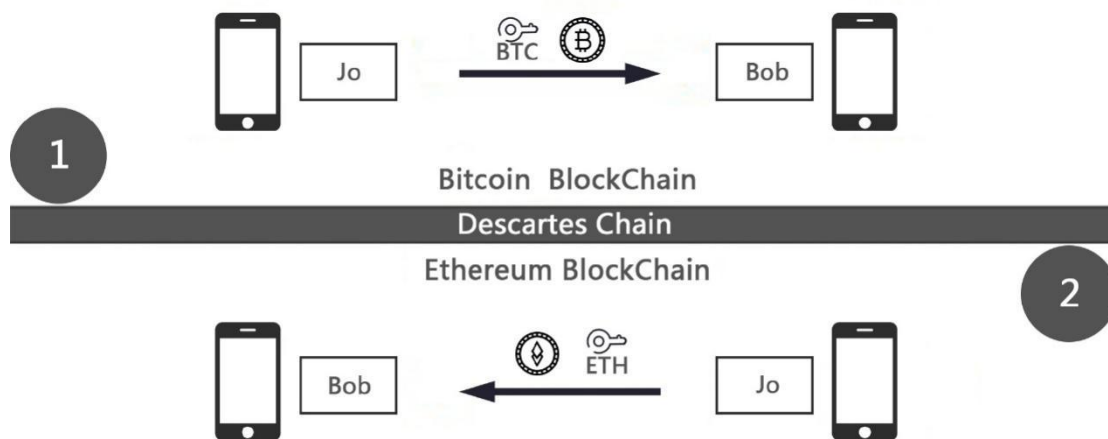 Jo
BTC
Bob
1
Bitcoin BlockChain
Descartes Chain
Ethereum BlockChain
2
Bob
ETH
Jo